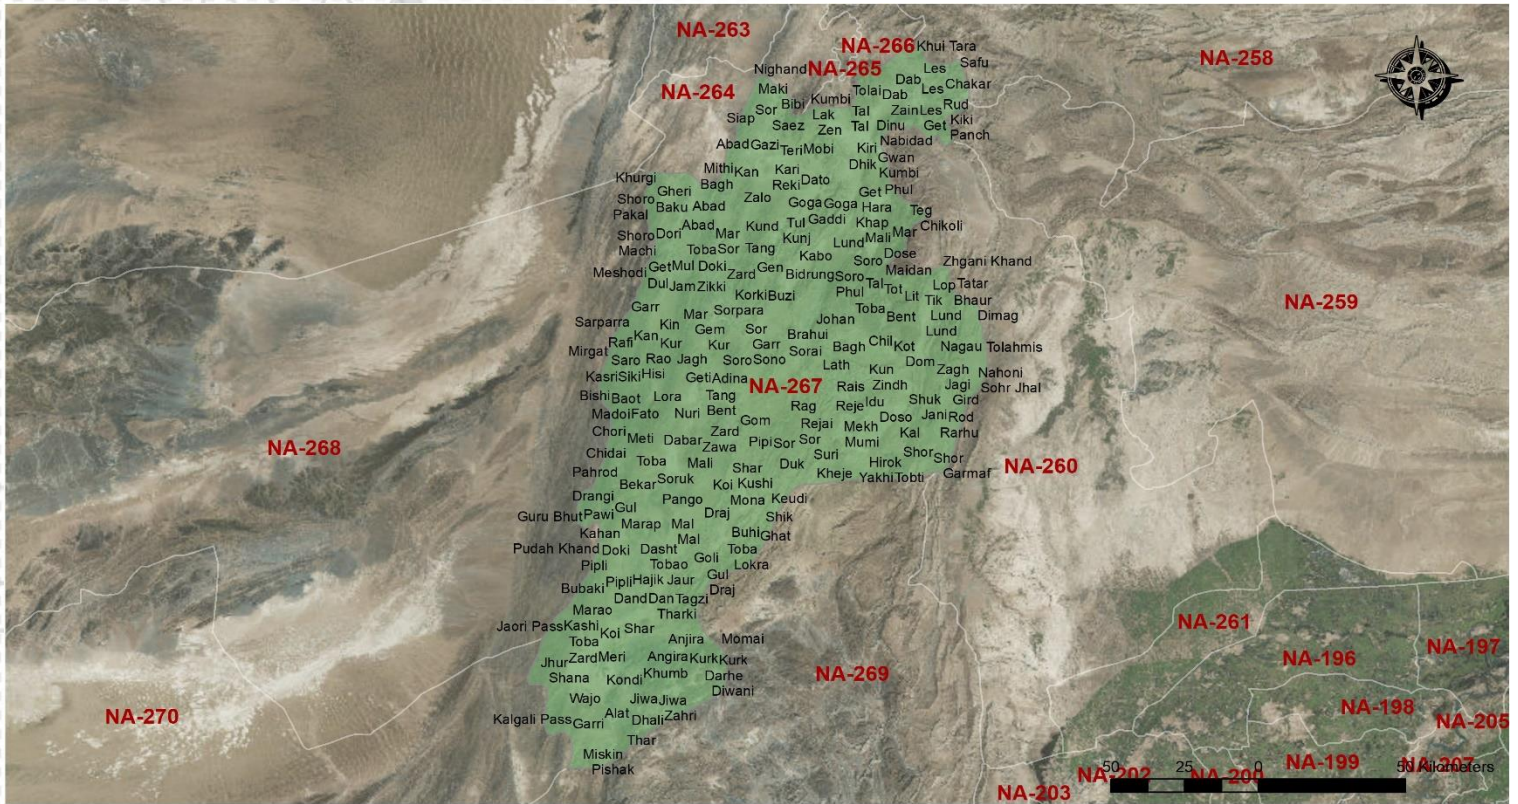 NA-263
NA-266 Khui Tara
NA-258
Safu
Nighand NA-265 Les
Dab Chakar
NA-264 Maki Tolai Dab Les
Sor Bibi Kumbi
Siap Lak Tal Zain Les Rud
Saez Zen Tal Dinu Get Kiki
Panch
Abad Gazi Teri Mobi Kiri Nabidad
Dhik Gwan
Khurgi Mithi Kan Kari Kumbi
Gheri Bagh Reki Dato Get Phul
Shoro Baku Abad Zalo Goga Goga Hara Teg
Pakal
Abad Kund Tul Gaddi Khap Chikoli
Shoro Dori Mar Kunj Lund Mali Mar
Machi Toba Sor Tang Kabo Soro Dose Zhgani Khand
Meshodi Get Mul Doki Zard Gen Bidrung Soro Maidan
Dul Jam Zikki Phul Tal Tot Lop Tatar
Korki Buzi Lit Tik Bhaur NA-259
Garr Mar Sorpara Toba Bent Lund Dimag
Sarparra Kin Gem Sor Johan Lund
Rafi Kan Kur Kur Garr Brahui Chil Kot Nagau Tolahmis
Mirgat Sorai Bagh
Saro Rao Jagh Soro Sono Lath Dom
Kasri Siki Hisi Geti Adina NA-267 Kun Zagh Nahoni
Rais Zindh Jagi Sohr Jhal
Bishi Baot Lora Tang Reje Idu Shuk Gird
Madoi Fato Nuri Bent Rag Doso Jani Rod
Gom Rejai Mekh
NA-268 Chori Meti Dabar Zard Pipi Sor Sor Mumi Kal Rarhu
Zawa
Chidai Toba Mali Suri Shor Shor
Pahrod Shar Duk Hirok NA-260
Bekar Soruk Koi Kushi Kheje Yakhi Tobti Garmaf
Drangi Pango Mona Keudi
Guru Bhut Pawi Gul Draj Shik
Kahan Marap Mal Buhi Ghat
Mal
Pudah Khand Doki Dasht Toba
Pipli Tobao Goli Lokra
Bubaki Pipli Hajik Jaur Gul
Dand Dan Tagzi Draj
Marao Tharki
Jaori Pass Kashi Koi Shar NA-261
Toba Anjira Momai NA-197
Jhur Zard Meri Angira Kurk Kurk NA-196
Shana Kondi Khumb Darhe NA-269
Diwani
Wajo Jiwa Jiwa NA-198
NA-270 Kalgali Pass Garri Alat Dhali Zahri NA-205
Thar
Miskin NA-199
Pishak NA-202 NA-200 NA-207
50 25 0 50 Kilometers
NA-203